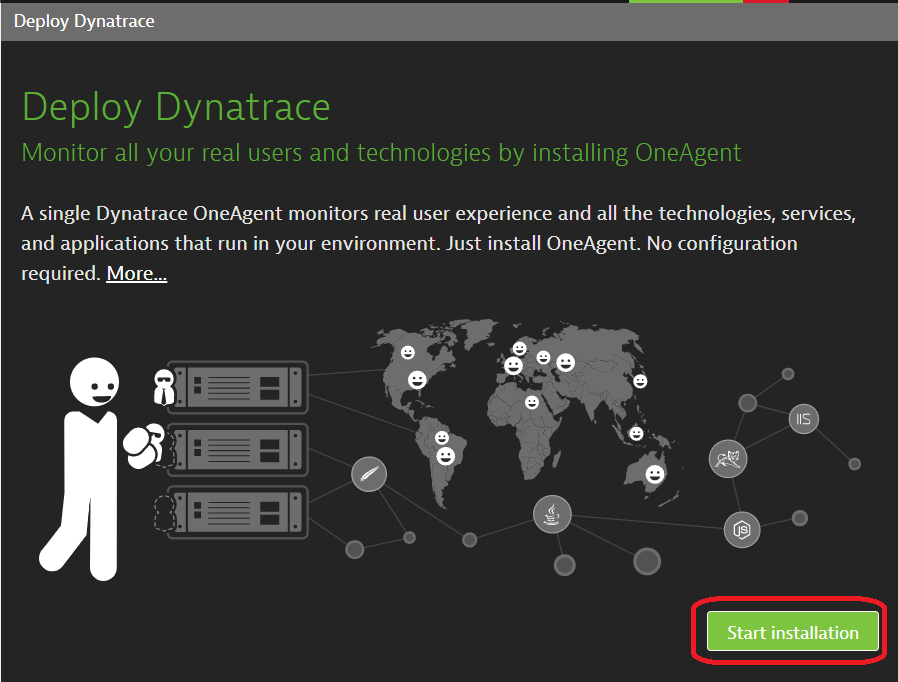 Deploy Dynatrace
Deploy Dynatrace
Monitor all your real users and technologies by installing OneAgent
A single Dynatrace OneAgent monitors real user experience and all the technologies, services,
and applications that run in your environment. Just install OneAgent. No configuration
required. More...
IIS
JS
Start installation